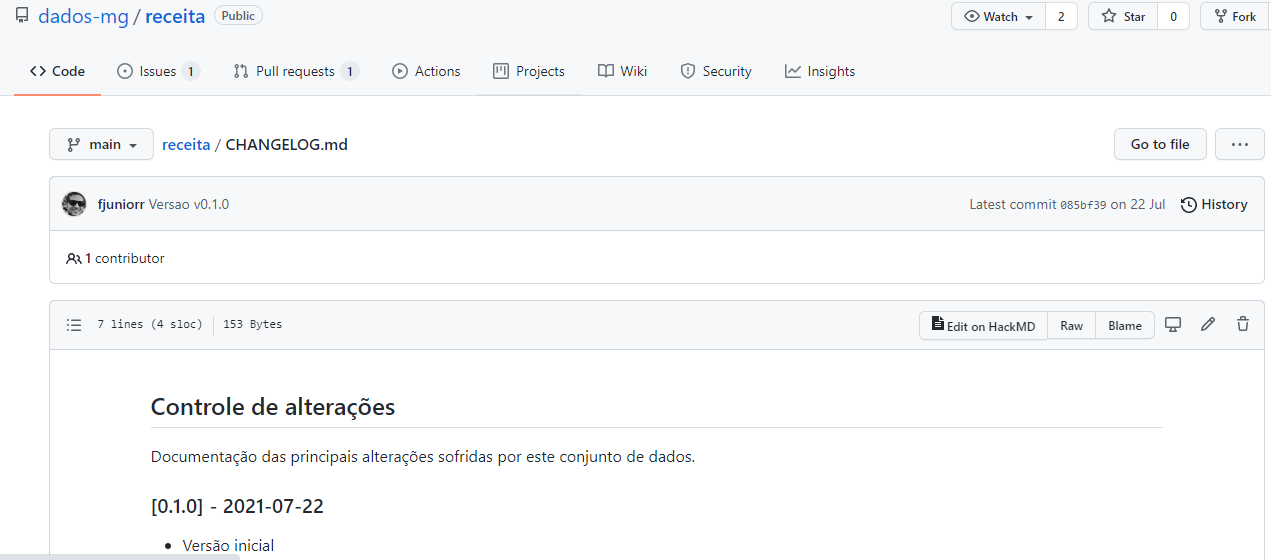 dados-mg / receita Public Watch 2 Star 0 Fork
Code Issues 1 Pull requests 1 Actions Projects Wiki Security Insights
main receita / CHANGELOG.md Go to file ...
fjuniorr Versao v0.1.0 Latest commit 085bf39 on 22 Jul History
1 contributor
7 lines (4 sloc) 153 Bytes Edit on HackMD Raw Blame
Controle de alterações
Documentação das principais alterações sofridas por este conjunto de dados.
[0.1.0] - 2021-07-22
• Versão inicial